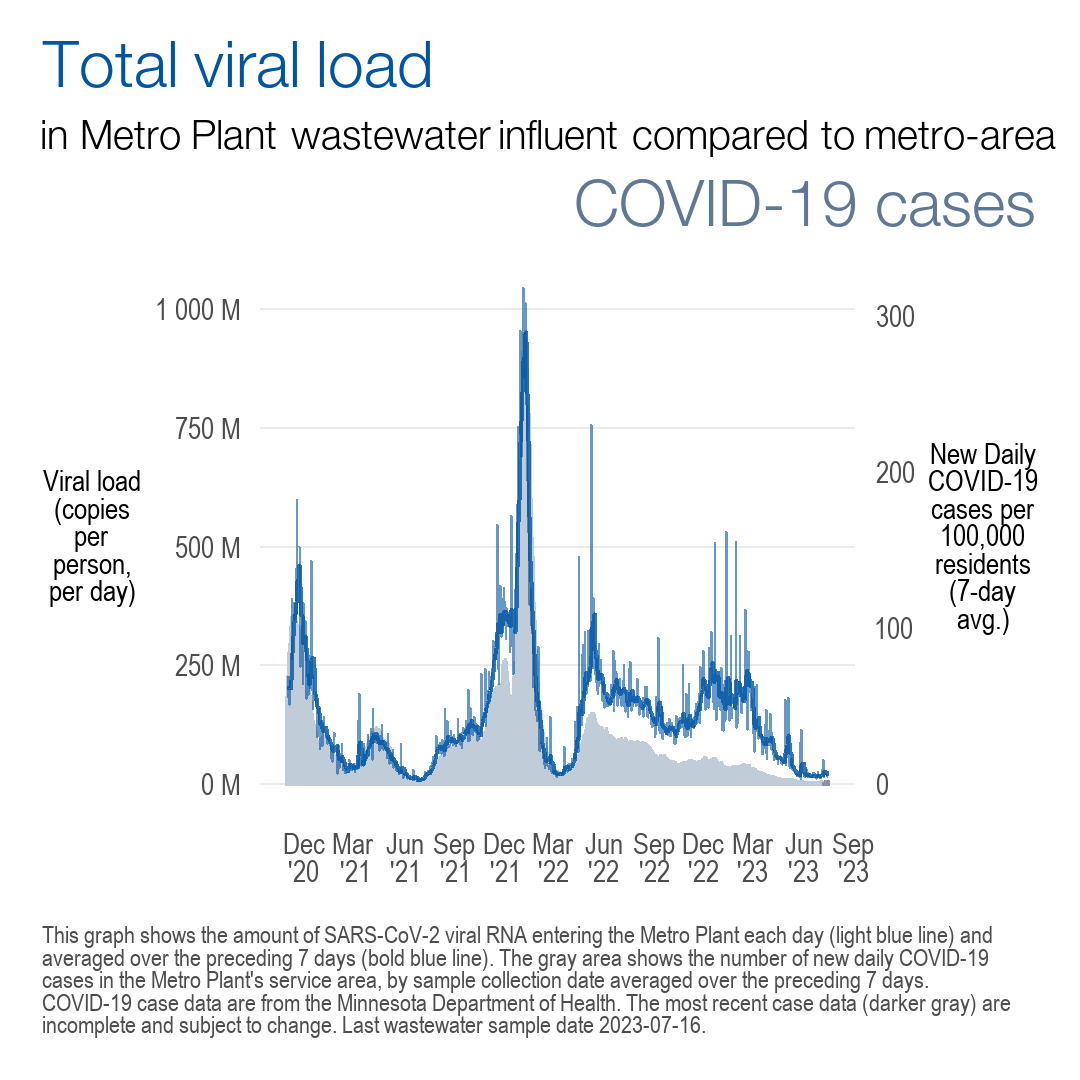 Total viral load
in Metro Plant wastewater influent compared to metro-area
COVID-19 cases
1 000 M
750 M
500 M
250 M
0 M
Viral load
(copies
per
person,
per day)
300
200
100
0
New Daily
COVID-19
cases per
100,000
residents
(7-day
avg.)
Dec Mar Jun Sep Dec Mar Jun Sep Dec Mar Jun Sep
'20 '21 '21 '21 '21 '22 '22 '22 '22 '23 '23 '23
This graph shows the amount of SARS-CoV-2 viral RNA entering the Metro Plant each day (light blue line) and
averaged over the preceding 7 days (bold blue line). The gray area shows the number of new daily COVID-19
cases in the Metro Plant's service area, by sample collection date averaged over the preceding 7 days.
COVID-19 case data are from the Minnesota Department of Health. The most recent case data (darker gray) are
incomplete and subject to change. Last wastewater sample date 2023-07-16.